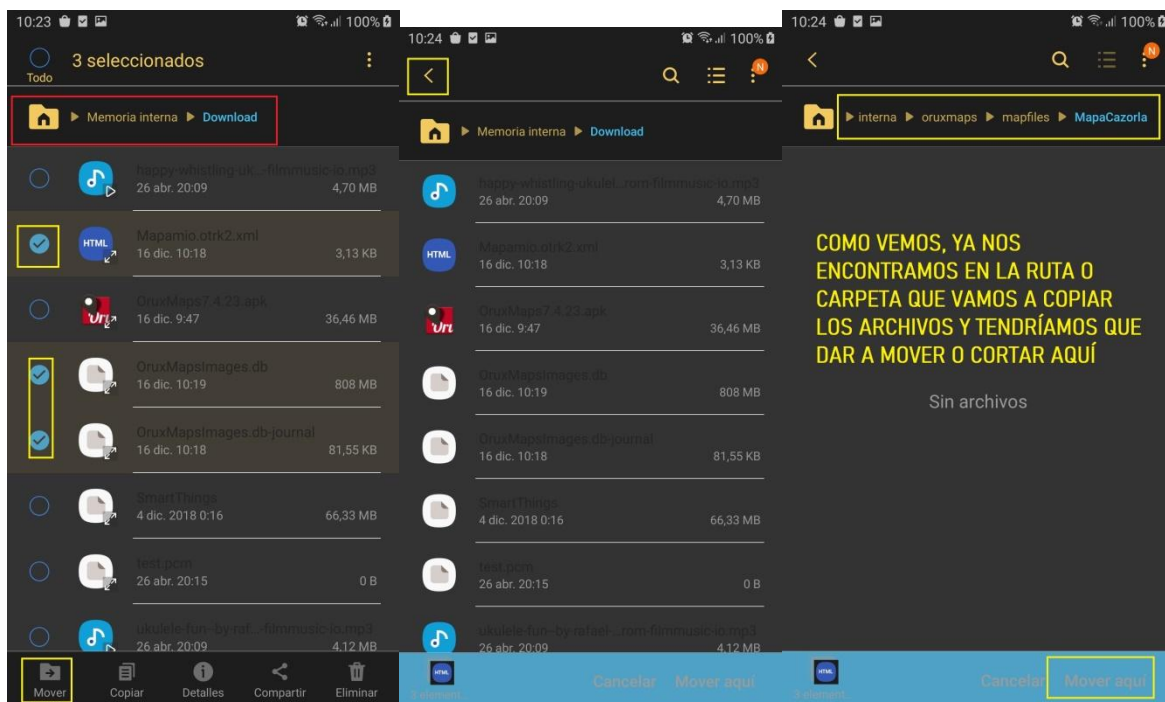 10:23 100%
Todo
3 seleccionados
Memoria interna Download
happy-whistling-uk...-filmmusic-io.mp3
26 abr. 20:09 4,70 MB
HTML
Mapamio.otrk2.xml
16 dic. 10:18 3,13 KB
OruxMaps7.4.23.apk
16 dic. 9:47 36,46 MB
OruxMapsImages.db
16 dic. 10:19 808 MB
OruxMapsImages.db-journal
16 dic. 10:18 81,55 KB
SmartThings
4 dic. 2018 0:16 66,33 MB
test.pcm
26 abr. 20:15 0 B
ukulele-fun--by-raf...-filmmusic-io.mp3
26 abr. 20:09 4,12 MB
Mover Copiar Detalles Compartir Eliminar
10:24 100%
N
Memoria interna Download
happy-whistling-ukulei...rom-filmmusic-io.mp3
26 abr. 20:09 4,70 MB
HTML
Mapamio.otrk2.xml
16 dic. 10:18 3,13 KB
OruxMaps7.4.23.apk
16 dic. 9:47 36,46 MB
OruxMapsImages.db
16 dic. 10:19 808 MB
OruxMapsImages.db-journal
16 dic. 10:18 81,55 KB
SmartThings
4 dic. 2018 0:16 66,33 MB
test.pcm
26 abr. 20:15 0 B
ukulele-fun--by-rafael-...rom-filmmusic-io.mp3
26 abr. 20:09 4,12 MB
HTML
3 element...
Cancelar Mover aquí
10:24 100%
N
interna oruxmaps mapfiles MapaCazorla
COMO VEMOS, YA NOS
ENCONTRAMOS EN LA RUTA O
CARPETA QUE VAMOS A COPIAR
LOS ARCHIVOS Y TENDRÍAMOS QUE
DAR A MOVER O CORTAR AQUÍ
Sin archivos
HTML
3 element...
Cancelar Mover aquí